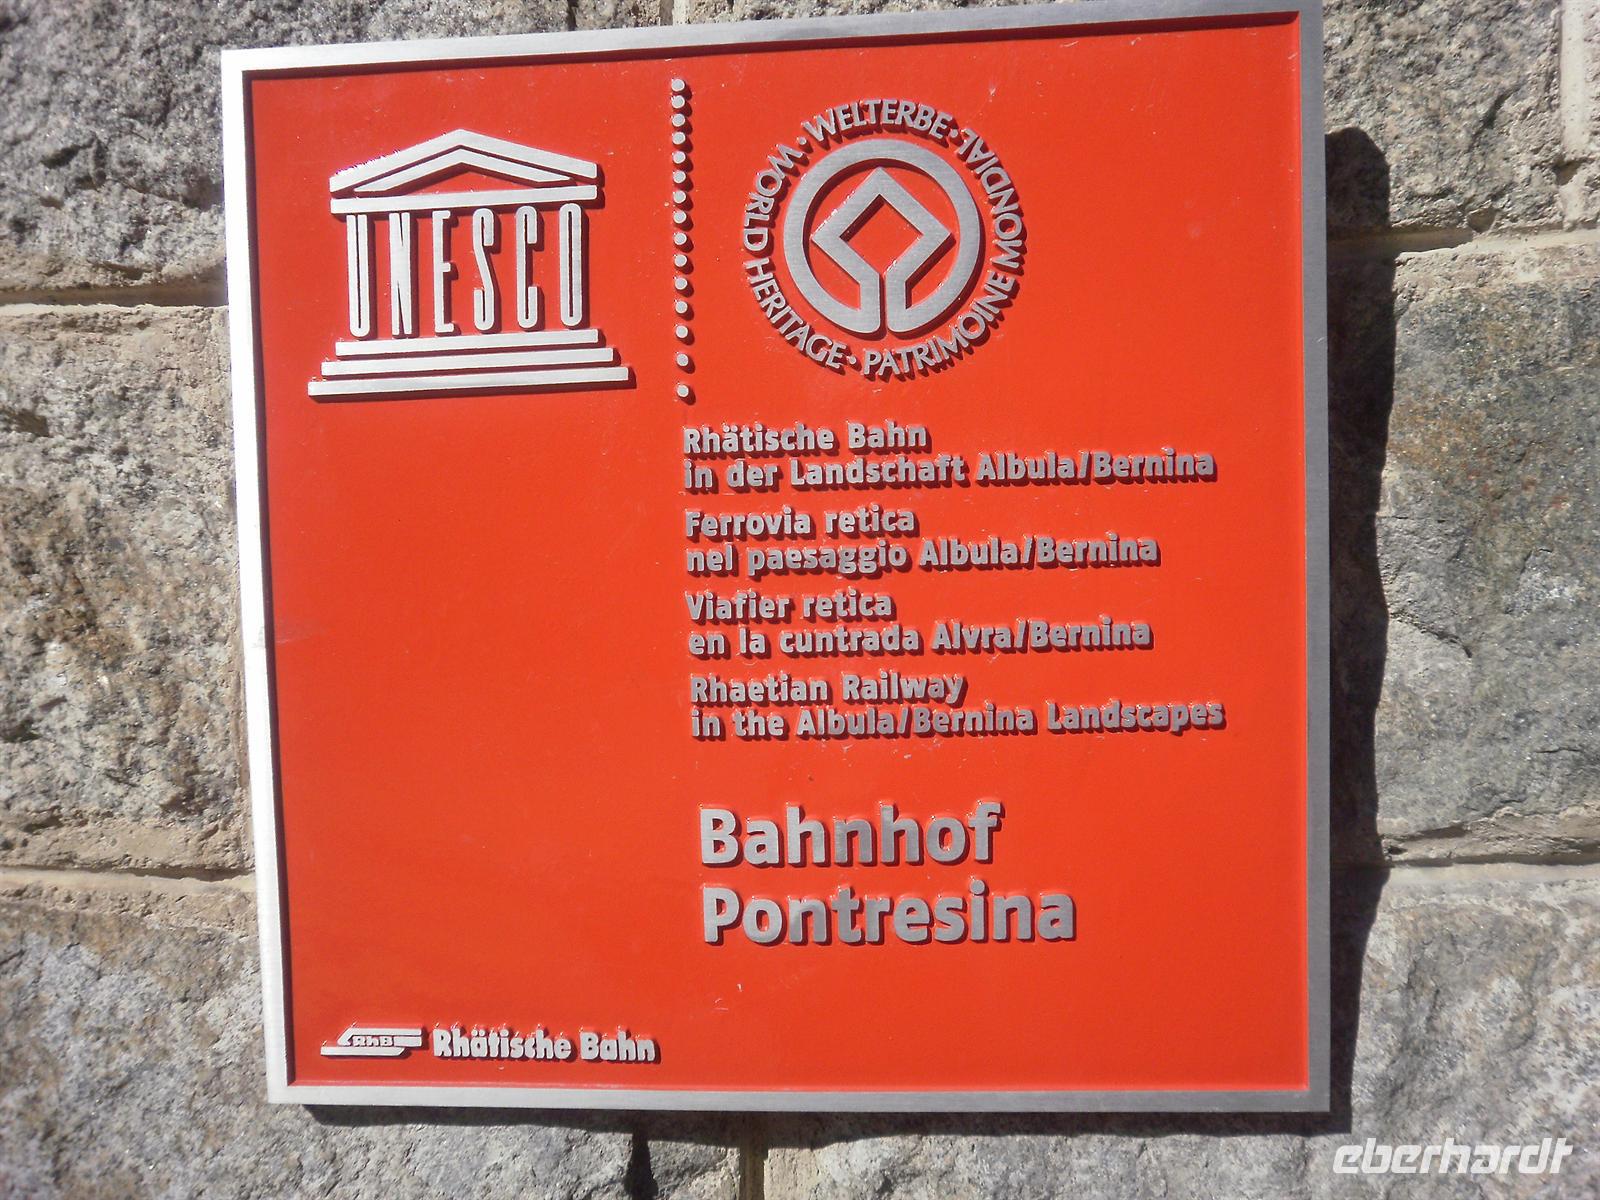 UNESCO
WORLD HERITAGE · PATRIMOINE MONDIAL · WELTERBE ·
Rhätische Bahn
in der Landschaft Albula/Bernina
Ferrovia retica
nel paesaggio Albula/Bernina
Viafier retica
en la cuntrada Alvra/Bernina
Rhaetian Railway
in the Albula/Bernina Landscapes
Bahnhof
Pontresina
RhB Rhätische Bahn
eberhardt